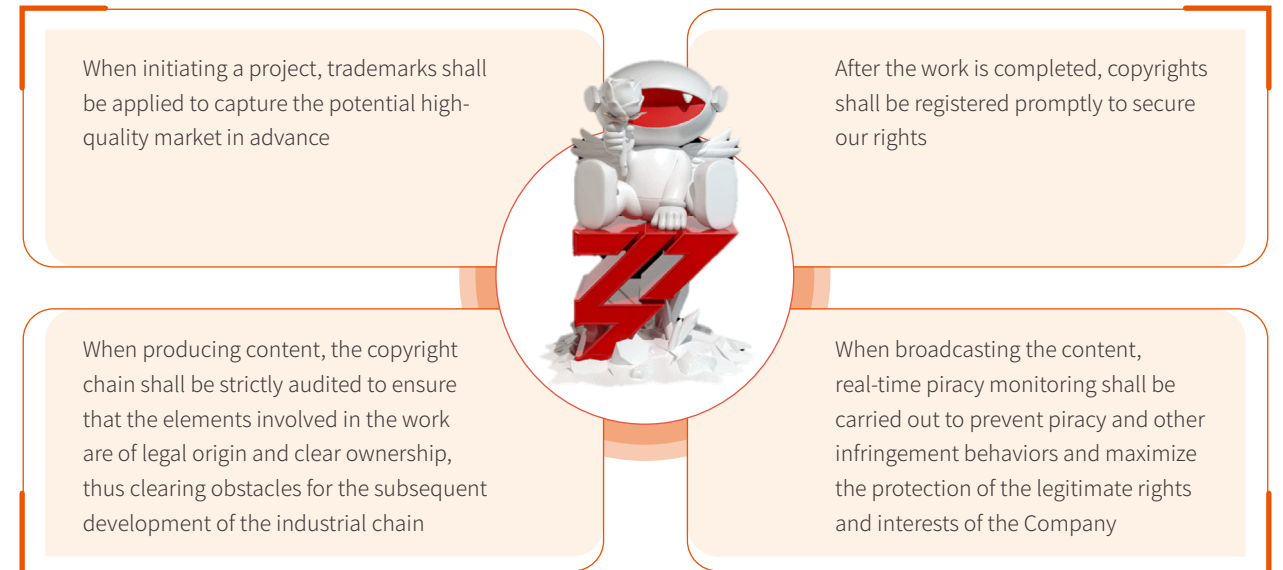 When initiating a project, trademarks shall
be applied to capture the potential high-
quality market in advance
After the work is completed, copyrights
shall be registered promptly to secure
our rights
When producing content, the copyright
chain shall be strictly audited to ensure
that the elements involved in the work
are of legal origin and clear ownership,
thus clearing obstacles for the subsequent
development of the industrial chain
When broadcasting the content,
real-time piracy monitoring shall be
carried out to prevent piracy and other
infringement behaviors and maximize
the protection of the legitimate rights
and interests of the Company